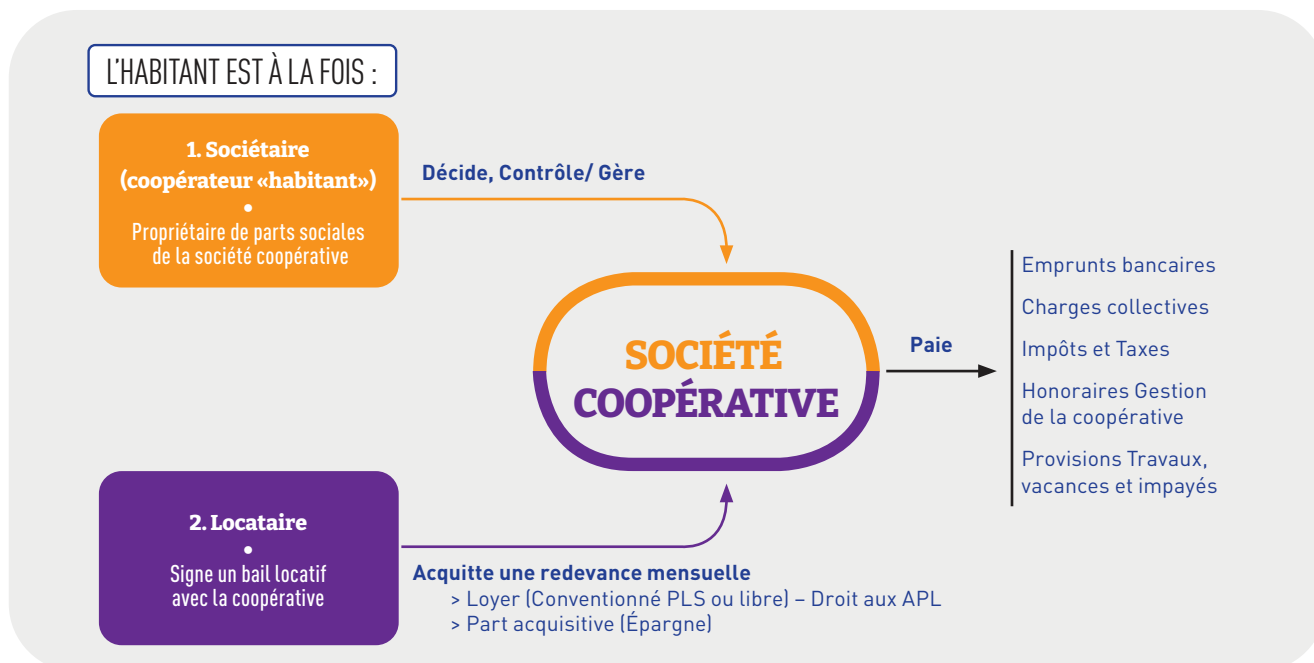 L'HABITANT EST À LA FOIS :
1. Sociétaire
(coopérateur «habitant»)
•
Propriétaire de parts sociales
de la société coopérative
Décide, Contrôle/ Gère
SOCIÉTÉ
COOPÉRATIVE
Paie
Emprunts bancaires
Charges collectives
Impôts et Taxes
Honoraires Gestion
de la coopérative
Provisions Travaux,
vacances et impayés
2. Locataire
•
Signe un bail locatif
avec la coopérative
Acquitte une redevance mensuelle
> Loyer (Conventionné PLS ou libre) – Droit aux APL
> Part acquisitive (Épargne)